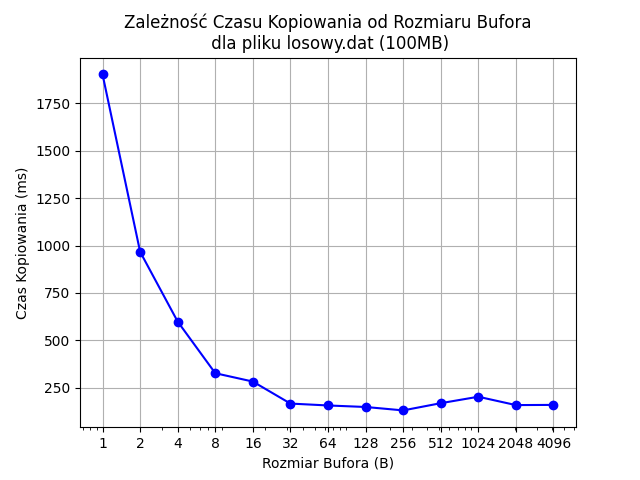 Zależność Czasu Kopiowania od Rozmiaru Bufora
dla pliku losowy.dat (100MB)
Czas Kopiowania (ms)
1750
1500
1250
1000
750
500
250
1 2 4 8 16 32 64 128 256 512 1024 2048 4096
Rozmiar Bufora (B)